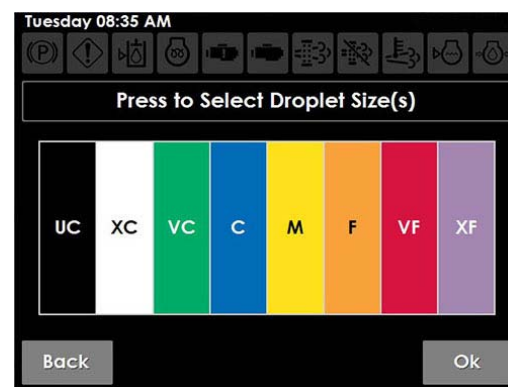 Tuesday 08:35 AM
Press to Select Droplet Size(s)
UC XC VC C M F VF XF
Back Ok